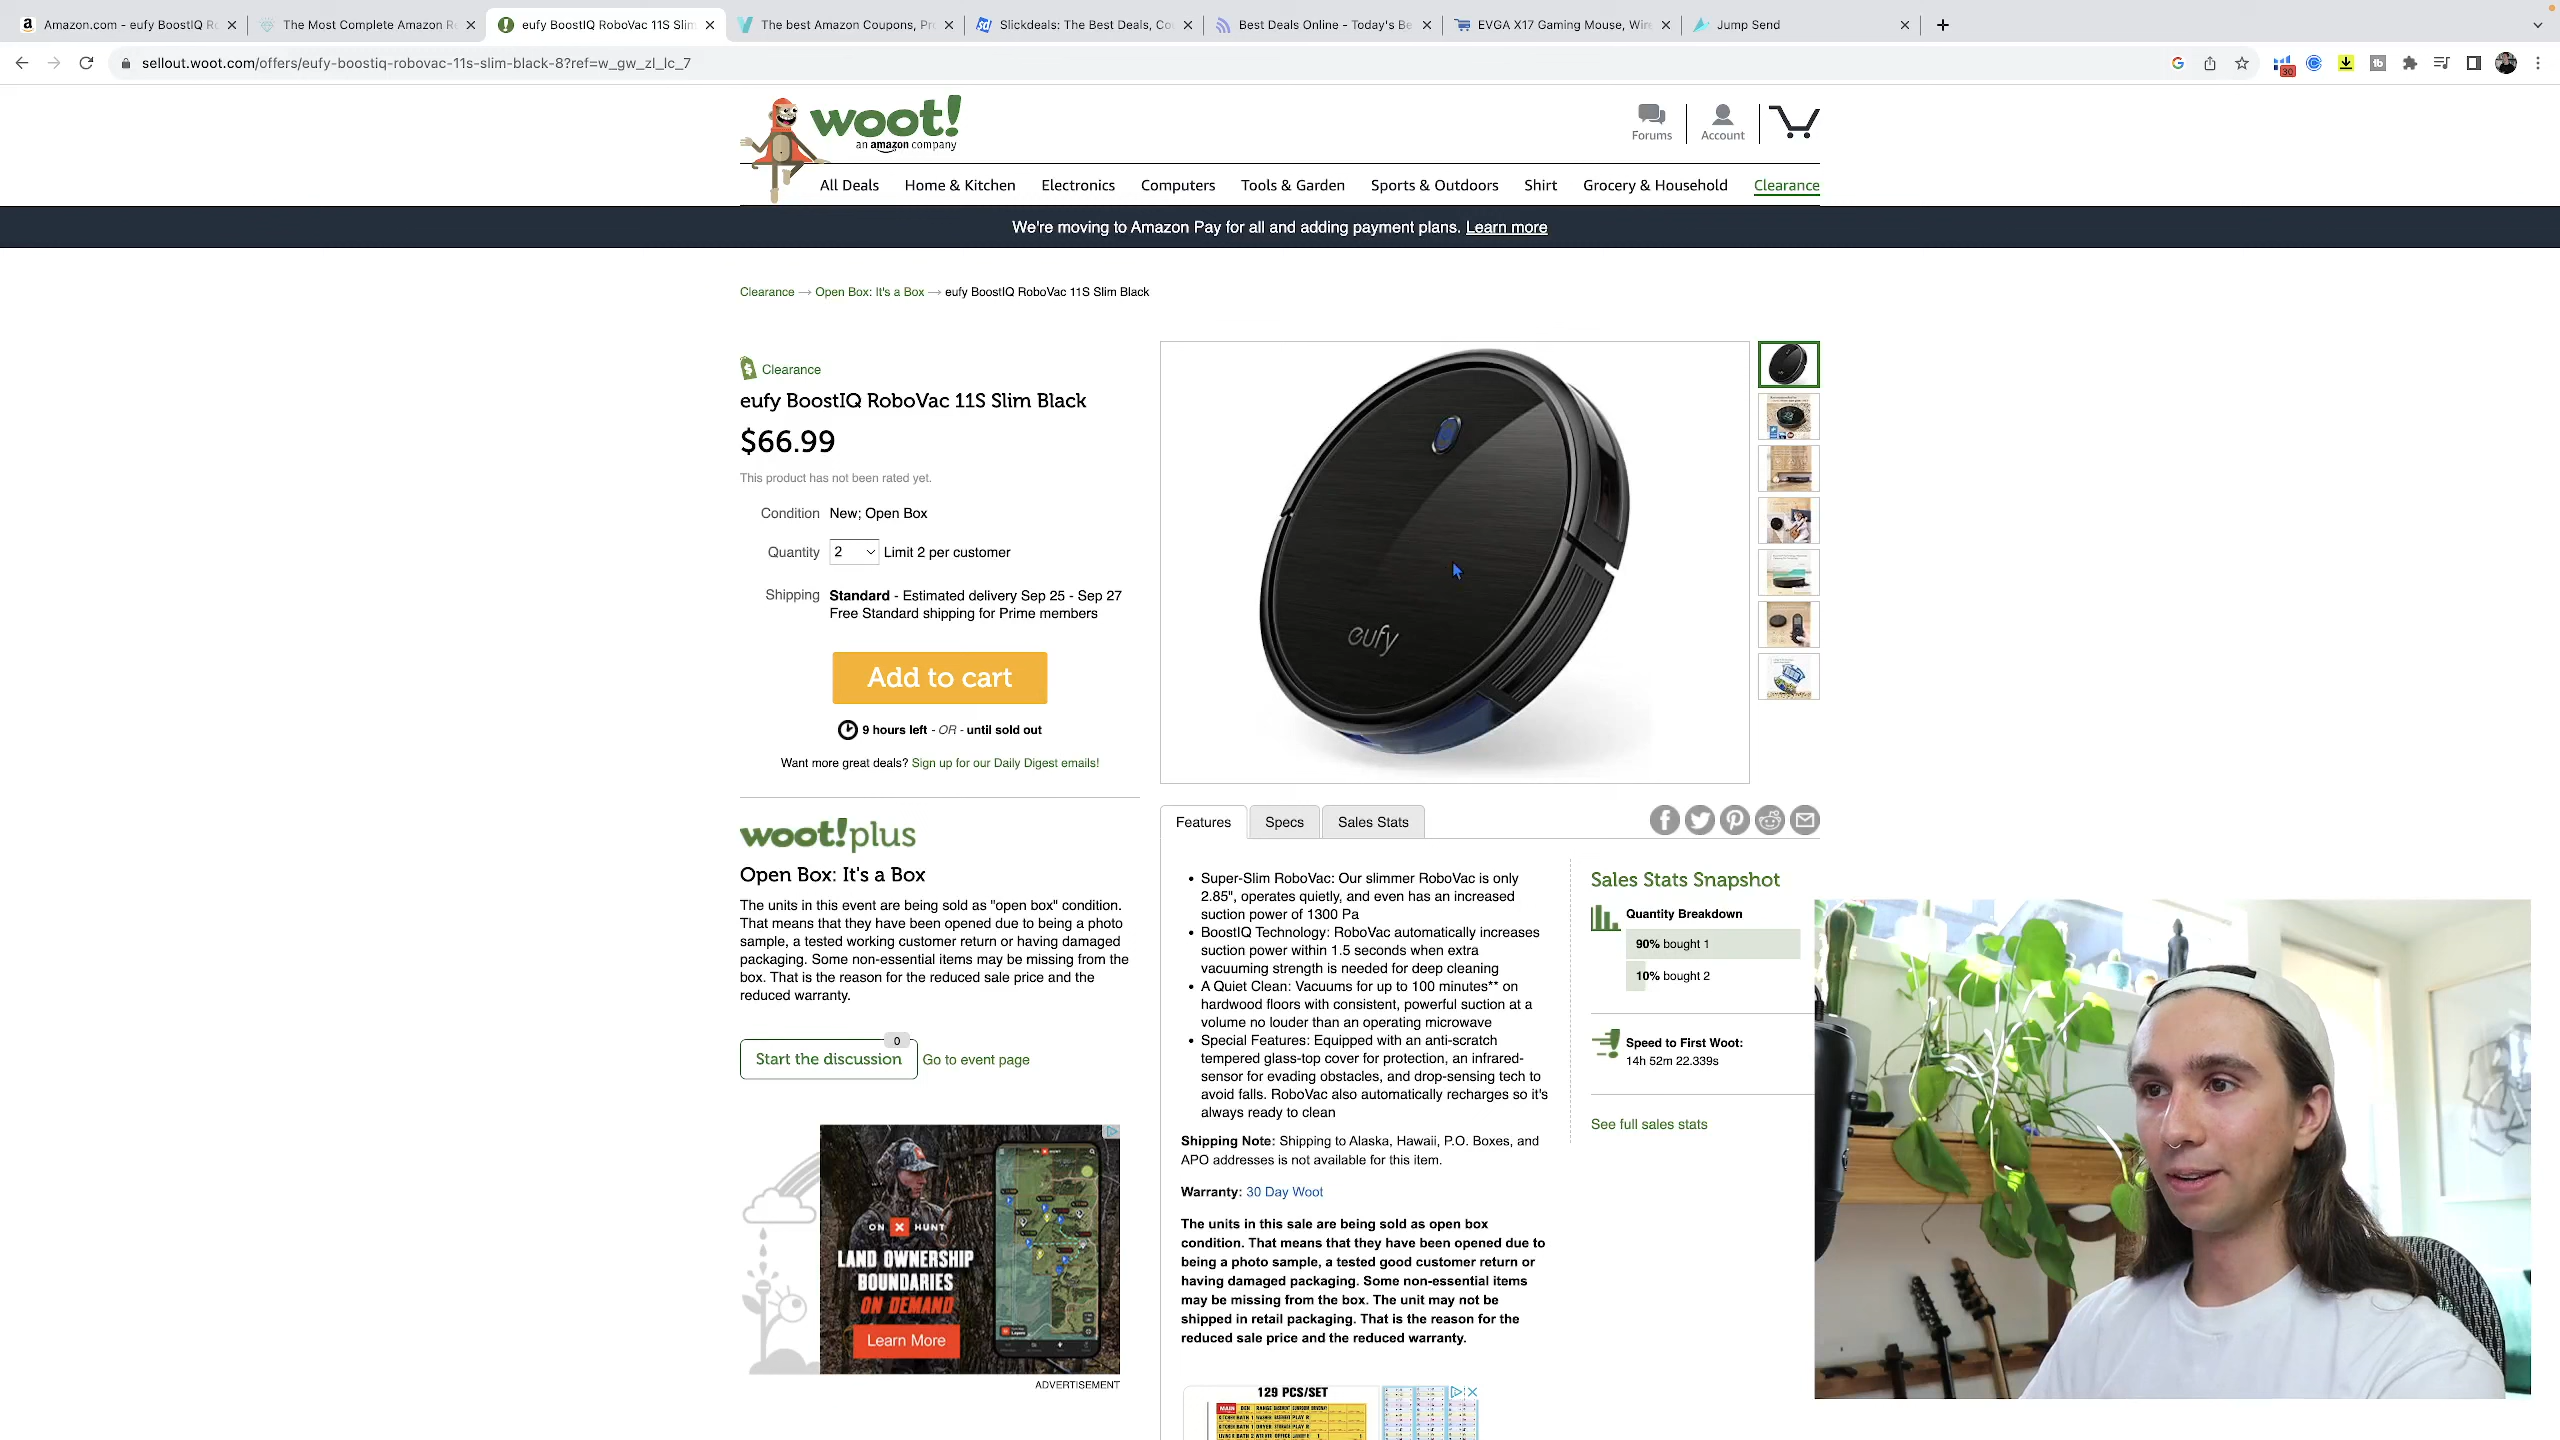 Amazon.com - eufy BoostIQ Ro
The Most Complete Amazon Re
eufy BoostIQ RoboVac 11S Slim
The best Amazon Coupons, Pro
Slickdeals: The Best Deals, Cou
Best Deals Online - Today's Be
EVGA X17 Gaming Mouse, Wire
Jump Send
sellout.woot.com/offers/eufy-boostiq-robovac-11s-slim-black-8?ref=w_gw_zl_lc_7
30
woot!
an amazon company
Forums
Account
All Deals
Home & Kitchen
Electronics
Computers
Tools & Garden
Sports & Outdoors
Shirt
Grocery & Household
Clearance
We're moving to Amazon Pay for all and adding payment plans. Learn more
Clearance → Open Box: It's a Box → eufy BoostIQ RoboVac 11S Slim Black
Clearance
eufy BoostIQ RoboVac 11S Slim Black
$66.99
This product has not been rated yet.
Condition New; Open Box
Quantity 2 Limit 2 per customer
Shipping Standard - Estimated delivery Sep 25 - Sep 27
Free Standard shipping for Prime members
Add to cart
9 hours left - OR - until sold out
Want more great deals? Sign up for our Daily Digest emails!
eufy
woot!plus
Open Box: It's a Box
The units in this event are being sold as "open box" condition.
That means that they have been opened due to being a photo
sample, a tested working customer return or having damaged
packaging. Some non-essential items may be missing from the
box. That is the reason for the reduced sale price and the
reduced warranty.
0
Start the discussion
Go to event page
ON X HUNT
LAND OWNERSHIP
BOUNDARIES
ON DEMAND
Learn More
ADVERTISEMENT
Features
Specs
Sales Stats
• Super-Slim RoboVac: Our slimmer RoboVac is only
2.85", operates quietly, and even has an increased
suction power of 1300 Pa
• BoostIQ Technology: RoboVac automatically increases
suction power within 1.5 seconds when extra
vacuuming strength is needed for deep cleaning
• A Quiet Clean: Vacuums for up to 100 minutes** on
hardwood floors with consistent, powerful suction at a
volume no louder than an operating microwave
• Special Features: Equipped with an anti-scratch
tempered glass-top cover for protection, an infrared-
sensor for evading obstacles, and drop-sensing tech to
avoid falls. RoboVac also automatically recharges so it's
always ready to clean
Shipping Note: Shipping to Alaska, Hawaii, P.O. Boxes, and
APO addresses is not available for this item.
Warranty: 30 Day Woot
The units in this sale are being sold as open box
condition. That means that they have been opened due to
being a photo sample, a tested good customer return or
having damaged packaging. Some non-essential items
may be missing from the box. The unit may not be
shipped in retail packaging. That is the reason for the
reduced sale price and the reduced warranty.
129 PCS/SET
Sales Stats Snapshot
Quantity Breakdown
90% bought 1
10% bought 2
Speed to First Woot:
14h 52m 22.339s
See full sales stats